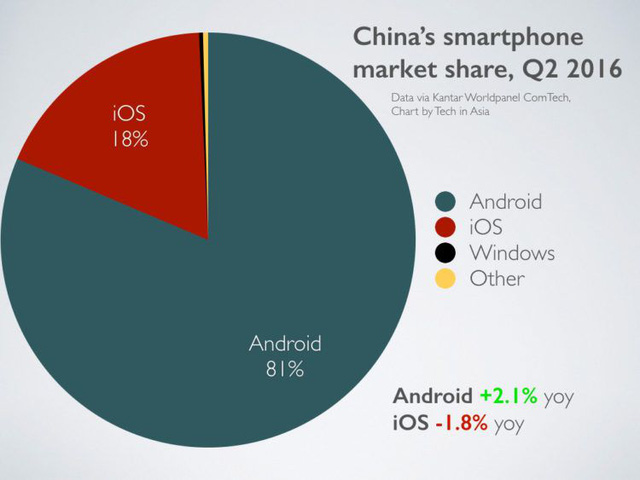 China's smartphone
market share, Q2 2016
Data via Kantar Worldpanel ComTech,
Chart by Tech in Asia
iOS
18%
Android
iOS
Windows
Other
Android
81%
Android +2.1% yoy
iOS -1.8% yoy